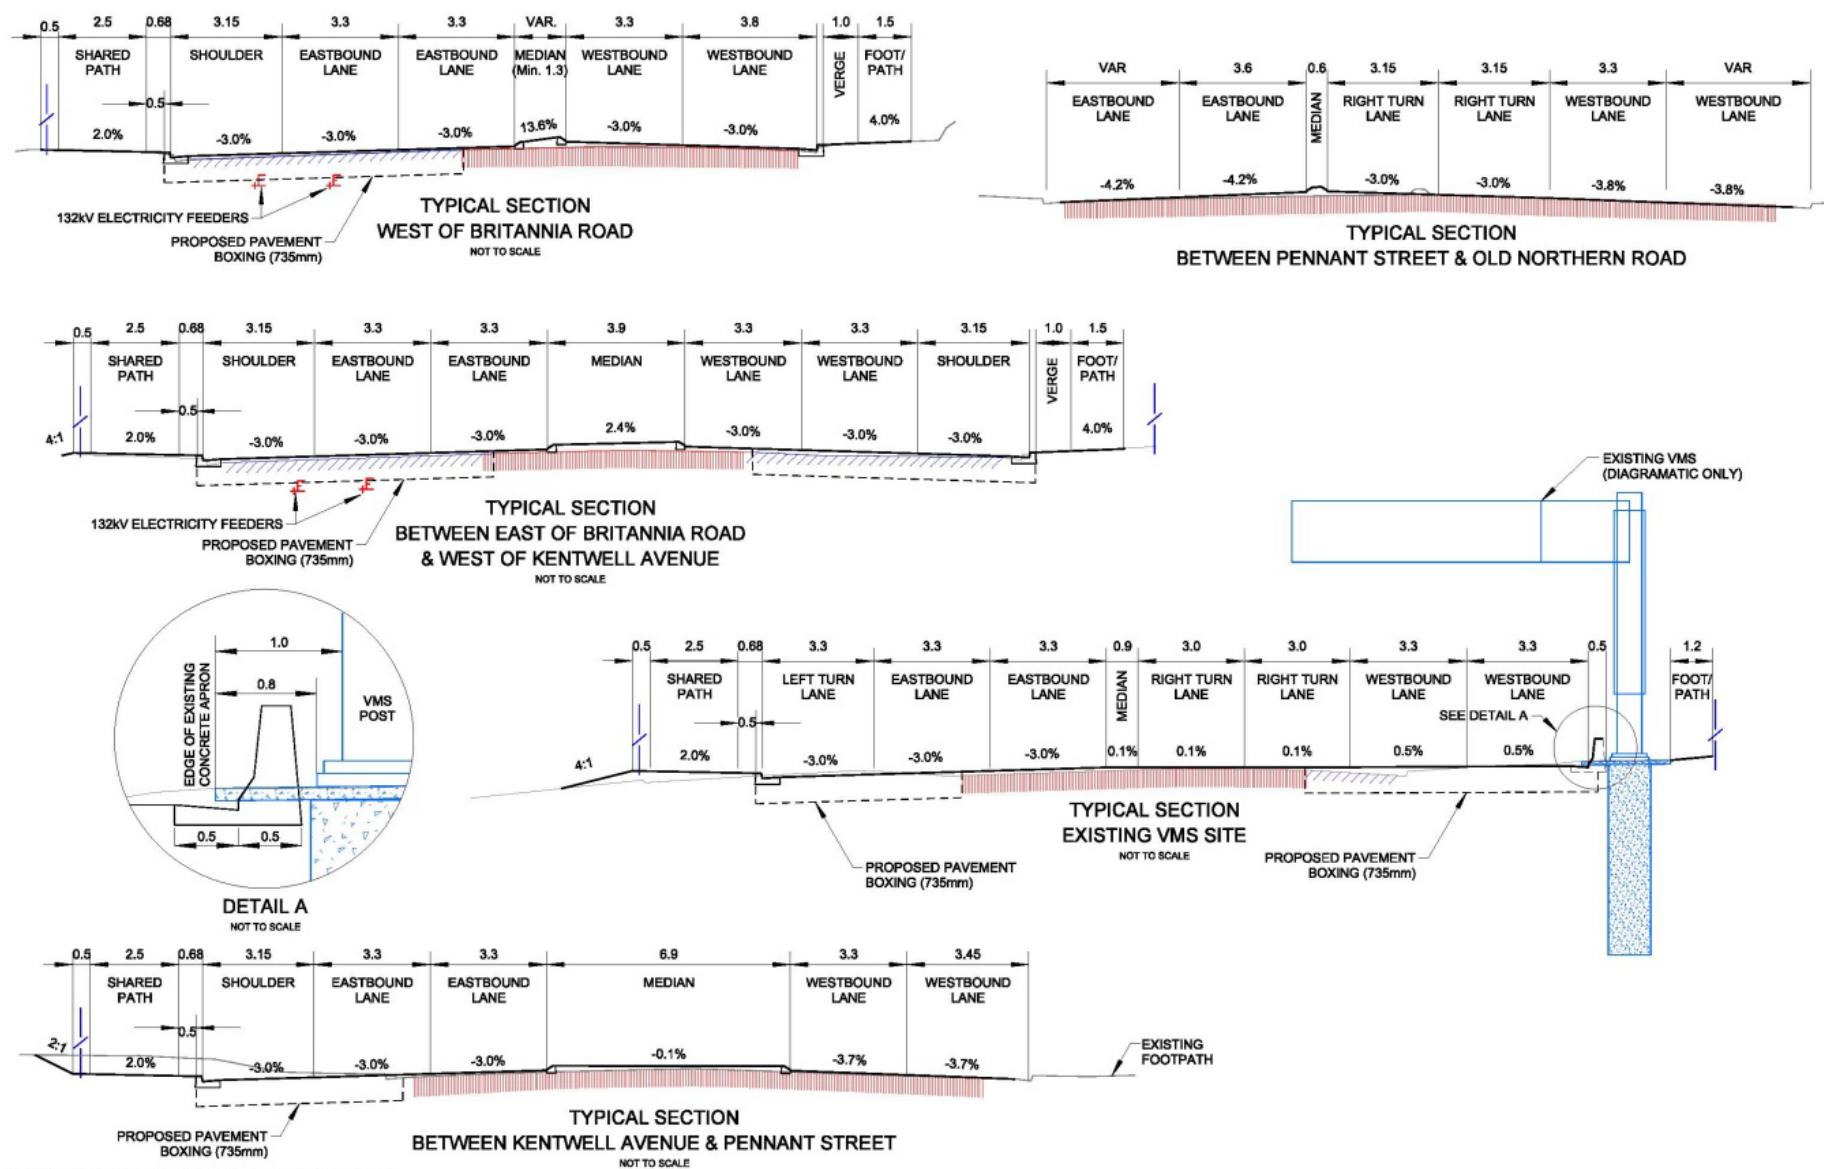 0.5 2.5 0.68 3.15 3.3 3.3 VAR. 3.3 3.8 1.0 1.5
SHARED PATH
SHOULDER
EASTBOUND LANE
EASTBOUND LANE
MEDIAN (Min. 1.3)
WESTBOUND LANE
WESTBOUND LANE
VERGE
FOOT/ PATH
0.5
2.0% -3.0% -3.0% -3.0% 13.6% -3.0% -3.0% 4.0%
132kV ELECTRICITY FEEDERS
PROPOSED PAVEMENT
BOXING (735mm)
TYPICAL SECTION
WEST OF BRITANNIA ROAD
NOT TO SCALE
VAR 3.6 0.6 3.15 3.15 3.3 VAR
EASTBOUND LANE
EASTBOUND LANE
MEDIAN
RIGHT TURN LANE
RIGHT TURN LANE
WESTBOUND LANE
WESTBOUND LANE
-4.2% -4.2% -3.0% -3.0% -3.8% -3.8%
TYPICAL SECTION
BETWEEN PENNANT STREET & OLD NORTHERN ROAD
0.5 2.5 0.68 3.15 3.3 3.3 3.9 3.3 3.3 3.15 1.0 1.5
SHARED PATH
SHOULDER
EASTBOUND LANE
EASTBOUND LANE
MEDIAN
WESTBOUND LANE
WESTBOUND LANE
SHOULDER
VERGE
FOOT/ PATH
0.5
4:1 2.0% -3.0% -3.0% -3.0% 2.4% -3.0% -3.0% -3.0% 4.0%
132kV ELECTRICITY FEEDERS
PROPOSED PAVEMENT
BOXING (735mm)
TYPICAL SECTION
BETWEEN EAST OF BRITANNIA ROAD
& WEST OF KENTWELL AVENUE
NOT TO SCALE
EXISTING VMS
(DIAGRAMATIC ONLY)
1.0
0.8
EDGE OF EXISTING
CONCRETE APRON
VMS
POST
0.5 0.5
DETAIL A
NOT TO SCALE
0.5 2.5 0.68 3.3 3.3 3.3 0.9 3.0 3.0 3.3 3.3 0.5 1.2
SHARED PATH
LEFT TURN LANE
EASTBOUND LANE
EASTBOUND LANE
MEDIAN
RIGHT TURN LANE
RIGHT TURN LANE
WESTBOUND LANE
WESTBOUND LANE
FOOT/ PATH
SEE DETAIL A
0.5
4:1 2.0% -3.0% -3.0% -3.0% 0.1% 0.1% 0.1% 0.5% 0.5%
TYPICAL SECTION
EXISTING VMS SITE
NOT TO SCALE
PROPOSED PAVEMENT
BOXING (735mm)
PROPOSED PAVEMENT
BOXING (735mm)
0.5 2.5 0.68 3.15 3.3 3.3 6.9 3.3 3.45
SHARED PATH
SHOULDER
EASTBOUND LANE
EASTBOUND LANE
MEDIAN
WESTBOUND LANE
WESTBOUND LANE
0.5
2:1 2.0% -3.0% -3.0% -3.0% -0.1% -3.7% -3.7%
EXISTING
FOOTPATH
PROPOSED PAVEMENT
BOXING (735mm)
TYPICAL SECTION
BETWEEN KENTWELL AVENUE & PENNANT STREET
NOT TO SCALE